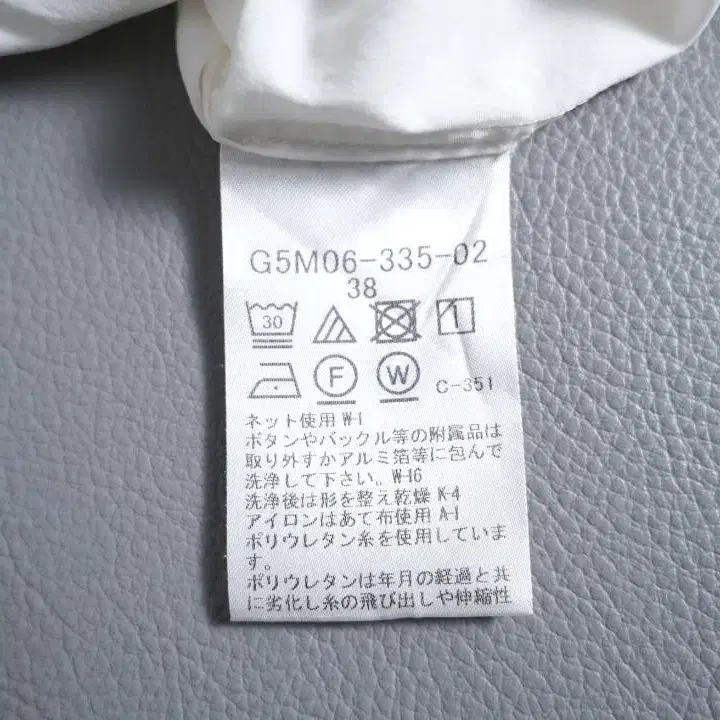 G5M06-335-02
38
30 1
F W C-351
ネット使用 W-1
ボタンやバックル等の附属品は
取り外すかアルミ箔等に包んで
洗浄して下さい。W-16
洗浄後は形を整え乾燥 K-4
アイロンはあて布使用 A-1
ポリウレタン糸を使用していま
す。
ポリウレタンは年月の経過と共
に劣化し糸の飛び出しや伸縮性